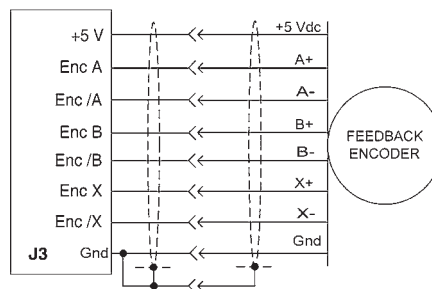 +5 V
+5 Vdc
Enc A
A+
Enc /A
A-
Enc B
B+
Enc /B
B-
Enc X
X+
Enc /X
X-
J3
Gnd
Gnd
FEEDBACK
ENCODER